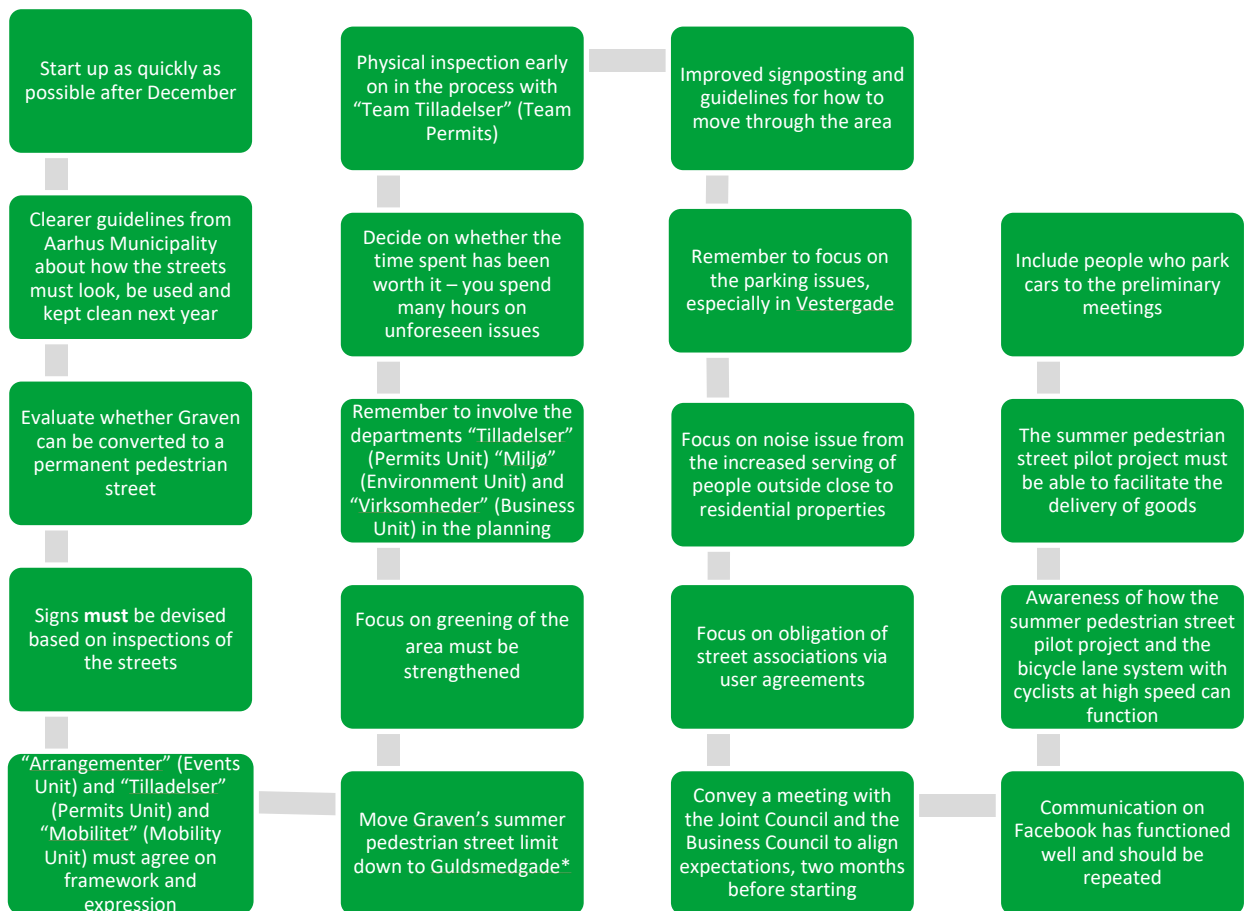 Start up as quickly as
possible after December
Clearer guidelines from
Aarhus Municipality
about how the streets
must look, be used and
kept clean next year
Evaluate whether Graven
can be converted to a
permanent pedestrian
street
Signs must be devised
based on inspections of
the streets
“Arrangementer” (Events
Unit) and “Tilladelser”
(Permits Unit) and
“Mobilitet” (Mobility
Unit) must agree on
framework and
expression
Move Graven’s summer
pedestrian street limit
down to Guldsmedgade*
Focus on greening of the
area must be
strengthened
Remember to involve the
departments “Tilladelser”
(Permits Unit) “Miljø”
(Environment Unit) and
“Virksomheder” (Business
Unit) in the planning
Decide on whether the
time spent has been
worth it – you spend
many hours on
unforeseen issues
Physical inspection early
on in the process with
“Team Tilladelser” (Team
Permits)
Improved signposting and
guidelines for how to
move through the area
Remember to focus on
the parking issues,
especially in Vestergade
Focus on noise issue from
the increased serving of
people outside close to
residential properties
Focus on obligation of
street associations via
user agreements
Convey a meeting with
the Joint Council and the
Business Council to align
expectations, two months
before starting
Communication on
Facebook has functioned
well and should be
repeated
Awareness of how the
summer pedestrian street
pilot project and the
bicycle lane system with
cyclists at high speed can
function
The summer pedestrian
street pilot project must
be able to facilitate the
delivery of goods
Include people who park
cars to the preliminary
meetings